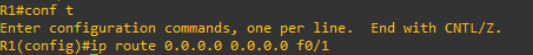 R1#conf t
Enter configuration commands, one per line.  End with CNTL/Z.
R1(config)#ip route 0.0.0.0 0.0.0.0 f0/1